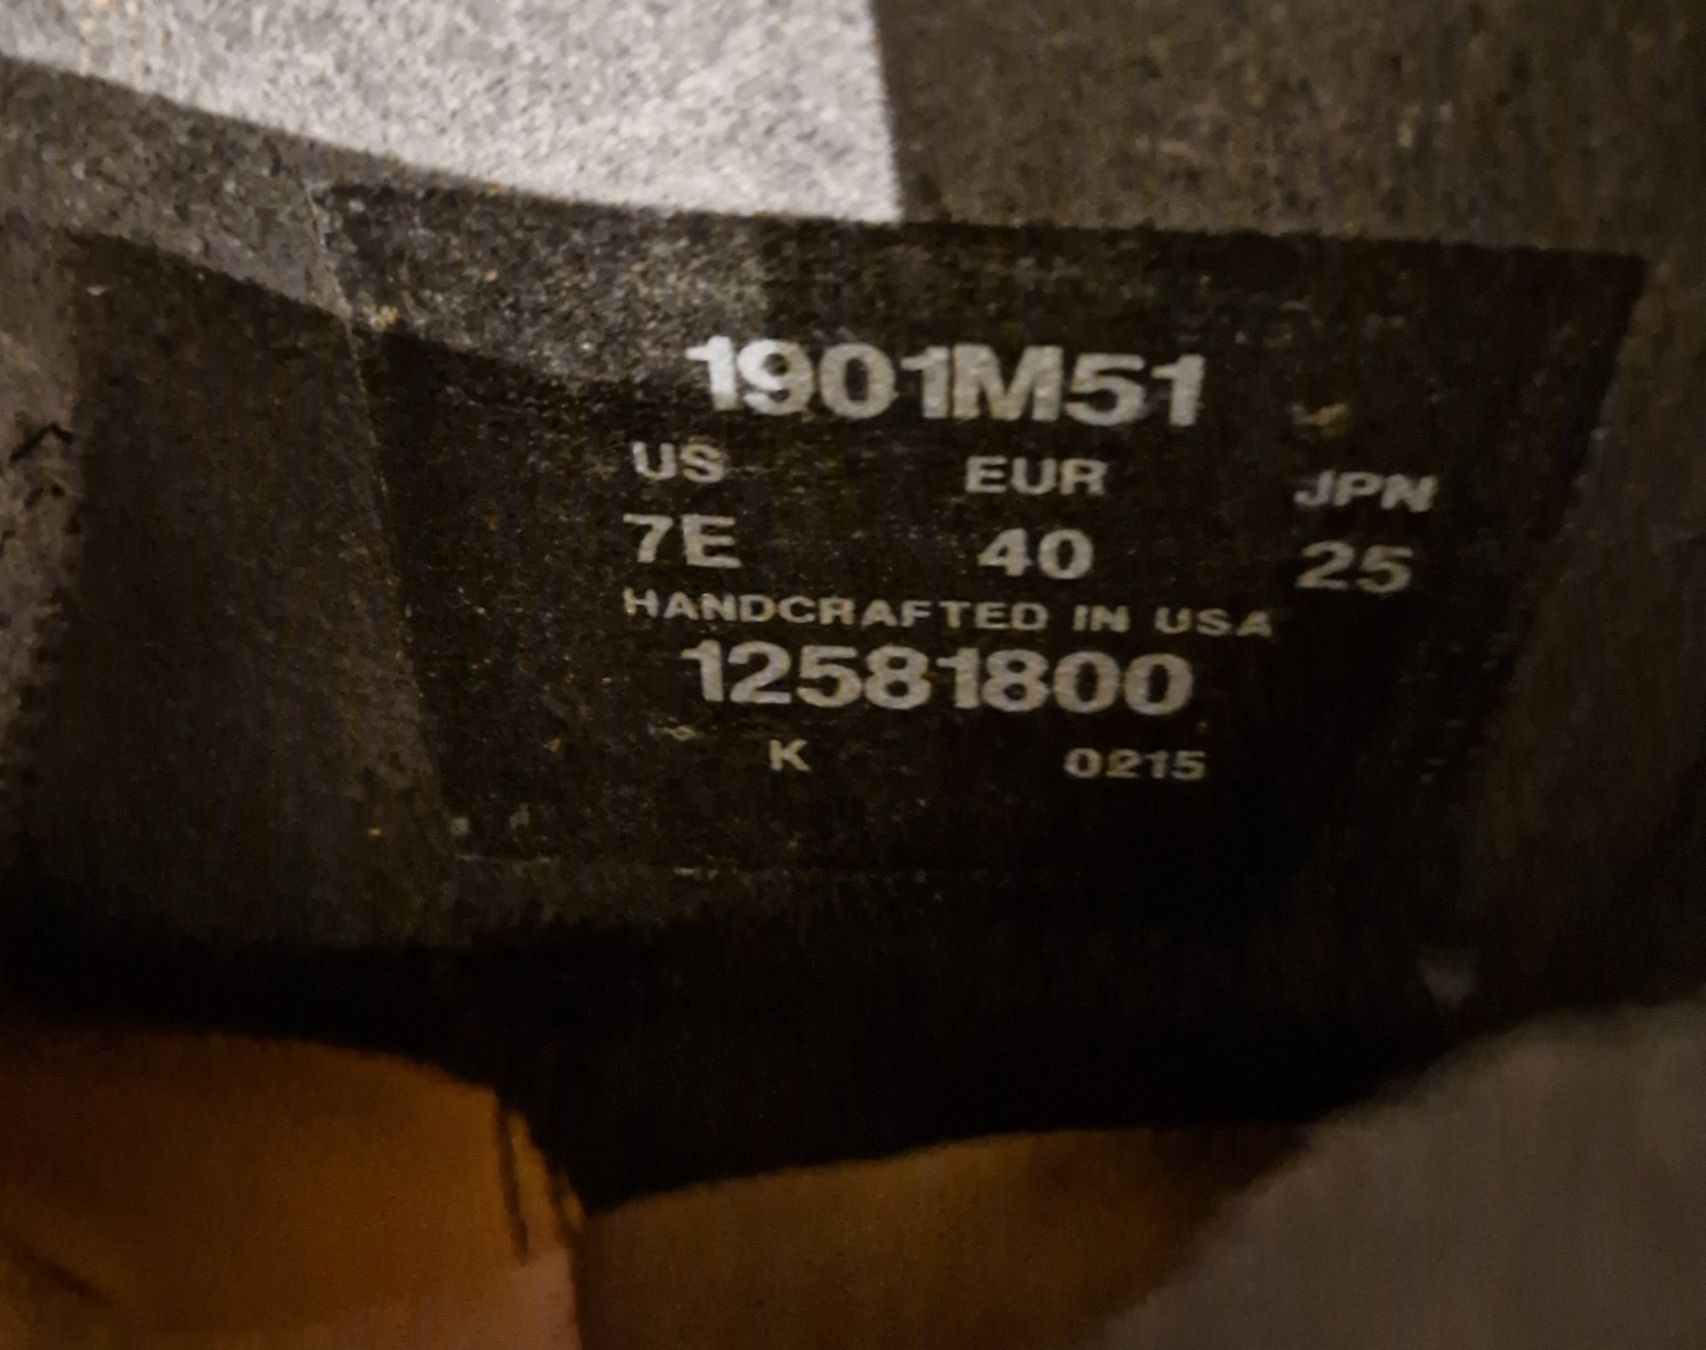 1901M51
US EUR JPN
7E 40 25
HANDCRAFTED IN USA
12581800
K 0215